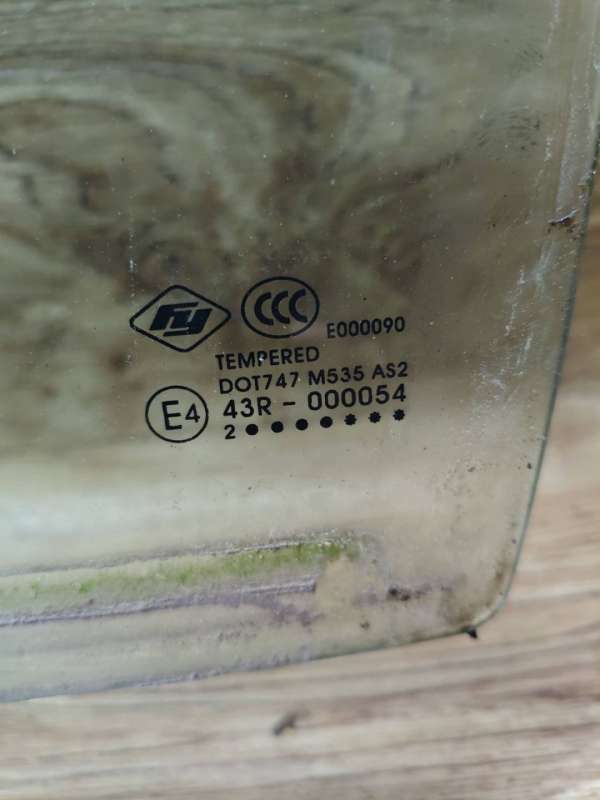 FY
CCC
E000090
TEMPERED
DOT747 M535 AS2
E4
43R - 000054
2 ● ● ● ● * * *